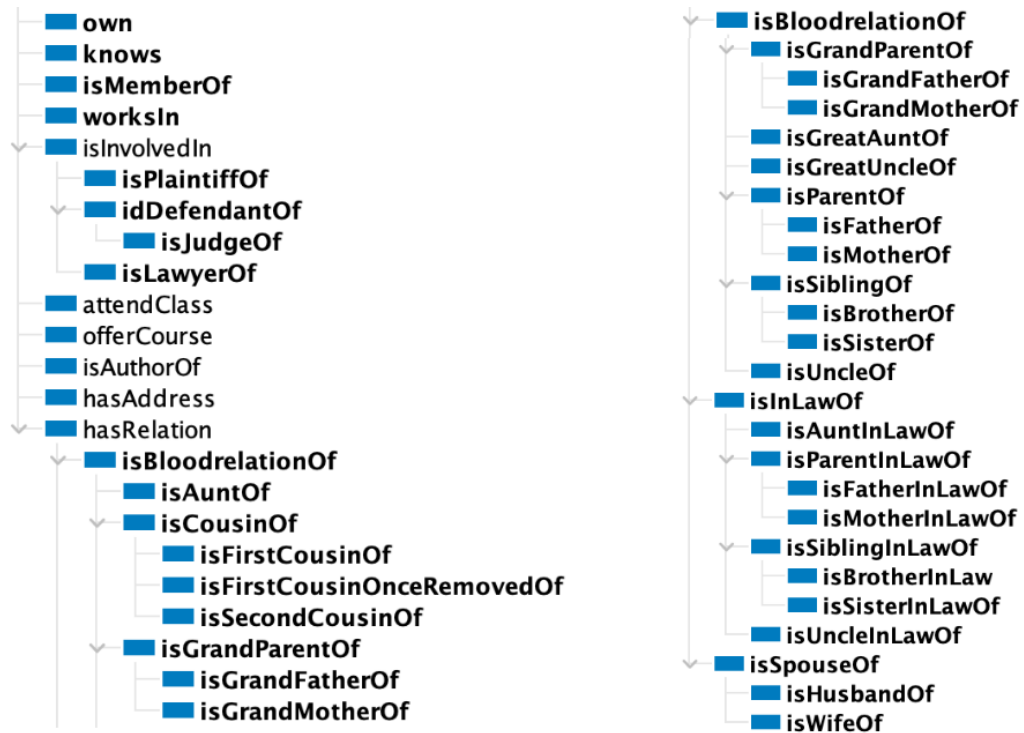 own
knows
isMemberOf
worksIn
isInvolvedIn
isPlaintiffOf
idDefendantOf
isJudgeOf
isLawyerOf
attendClass
offerCourse
isAuthorOf
hasAddress
hasRelation
isBloodrelationOf
isAuntOf
isCousinOf
isFirstCousinOf
isFirstCousinOnceRemovedOf
isSecondCousinOf
isGrandParentOf
isGrandFatherOf
isGrandMotherOf
isBloodrelationOf
isGrandParentOf
isGrandFatherOf
isGrandMotherOf
isGreatAuntOf
isGreatUncleOf
isParentOf
isFatherOf
isMotherOf
isSiblingOf
isBrotherOf
isSisterOf
isUncleOf
isInLawOf
isAuntInLawOf
isParentInLawOf
isFatherInLawOf
isMotherInLawOf
isSiblingInLawOf
isBrotherInLaw
isSisterInLawOf
isUncleInLawOf
isSpouseOf
isHusbandOf
isWifeOf